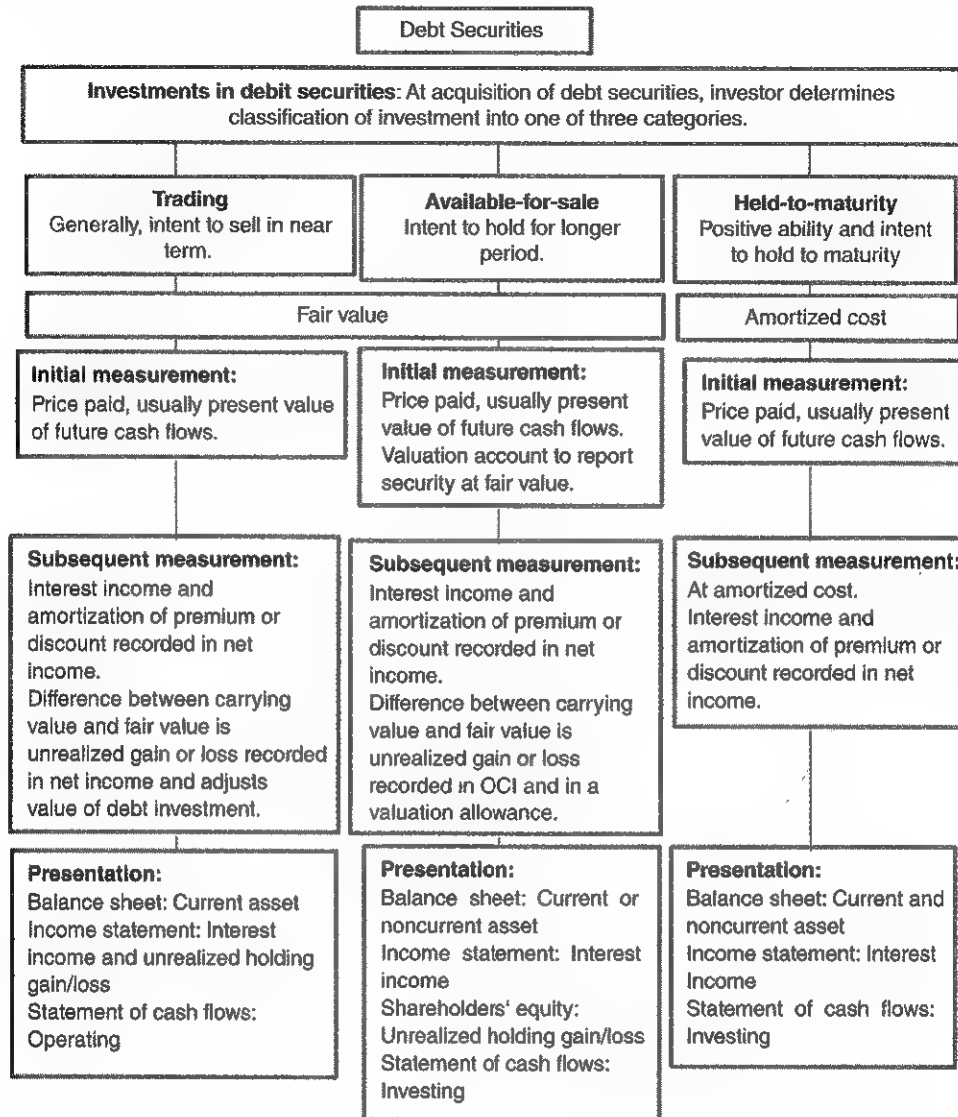 Debt Securities
Investments in debit securities: At acquisition of debt securities, investor determines
classification of investment into one of three categories.
Trading
Generally, intent to sell in near
term.
Available-for-sale
Intent to hold for longer
period.
Held-to-maturity
Positive ability and intent
to hold to maturity
Fair value
Amortized cost
Initial measurement:
Price paid, usually present value
of future cash flows.
Initial measurement:
Price paid, usually present
value of future cash flows.
Valuation account to report
security at fair value.
Initial measurement:
Price paid, usually present
value of future cash flows.
Subsequent measurement:
Interest income and
amortization of premium or
discount recorded in net
income.
Difference between carrying
value and fair value is
unrealized gain or loss recorded
in net income and adjusts
value of debt investment.
Subsequent measurement:
Interest income and
amortization of premium or
discount recorded in net
income.
Difference between carrying
value and fair value is
unrealized gain or loss
recorded in OCI and in a
valuation allowance.
Subsequent measurement:
At amortized cost.
Interest income and
amortization of premium or
discount recorded in net
income.
Presentation:
Balance sheet: Current asset
Income statement: Interest
income and unrealized holding
gain/loss
Statement of cash flows:
Operating
Presentation:
Balance sheet: Current or
noncurrent asset
Income statement: Interest
income
Shareholders' equity:
Unrealized holding gain/loss
Statement of cash flows:
Investing
Presentation:
Balance sheet: Current and
noncurrent asset
Income statement: Interest
Income
Statement of cash flows:
Investing